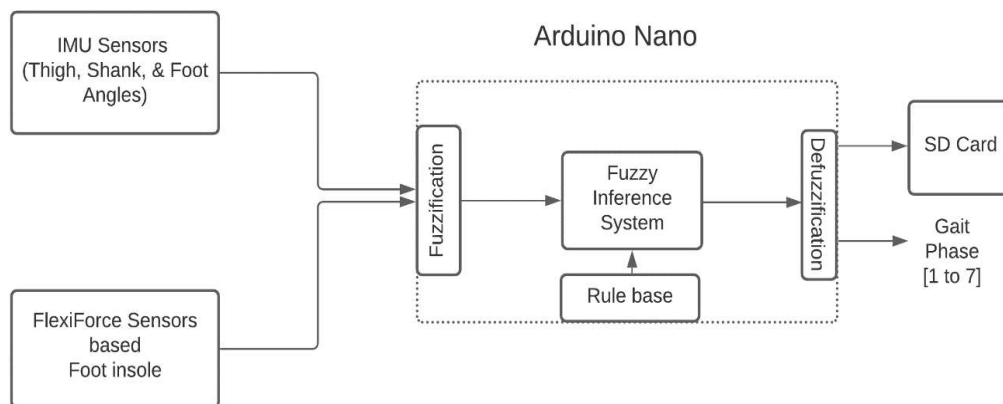 Arduino Nano
IMU Sensors
(Thigh, Shank, & Foot
Angles)
FlexiForce Sensors
based
Foot insole
Fuzzification
Fuzzy
Inference
System
Rule base
Defuzzification
SD Card
Gait
Phase
[1 to 7]